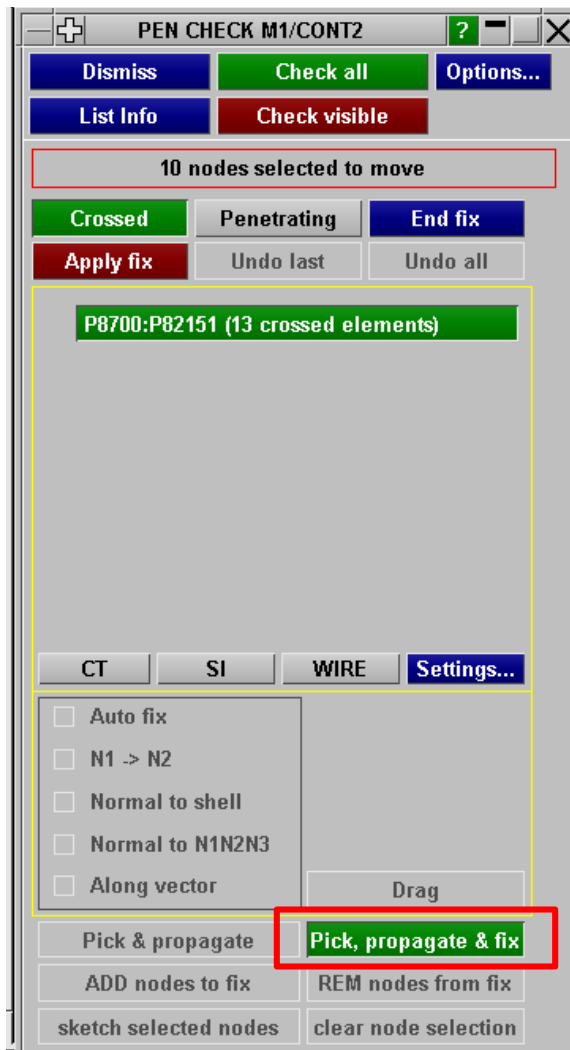 PEN CHECK M1/CONT2 ?
Dismiss Check all Options...
List Info Check visible
10 nodes selected to move
Crossed Penetrating End fix
Apply fix Undo last Undo all
P8700:P82151 (13 crossed elements)
CT SI WIRE Settings...
Auto fix
N1 -> N2
Normal to shell
Normal to N1N2N3
Along vector Drag
Pick & propagate Pick, propagate & fix
ADD nodes to fix REM nodes from fix
sketch selected nodes clear node selection